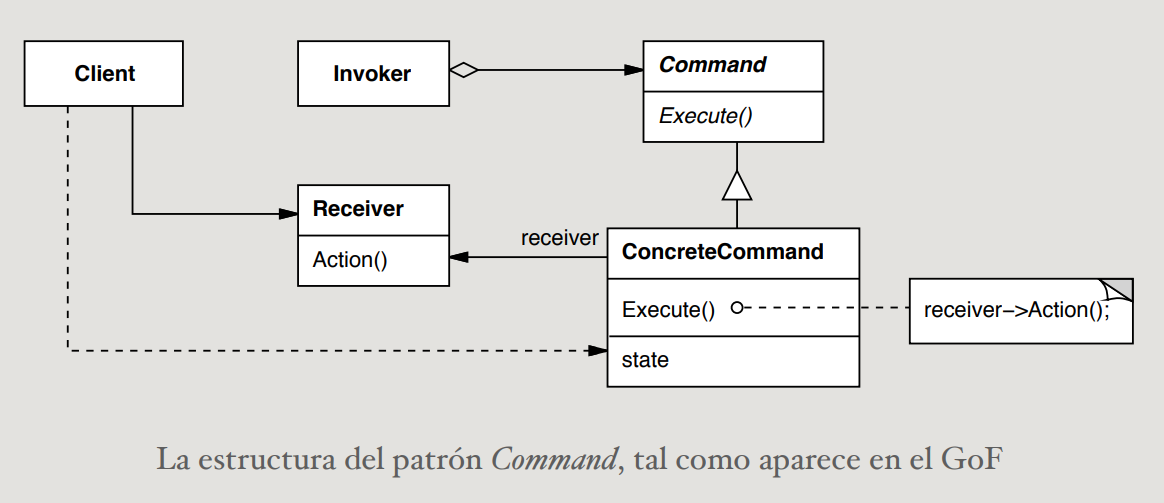 Client
Invoker
Command
Execute()
Receiver
Action()
receiver
ConcreteCommand
Execute()
state
receiver->Action();
La estructura del patrón Command, tal como aparece en el GoF